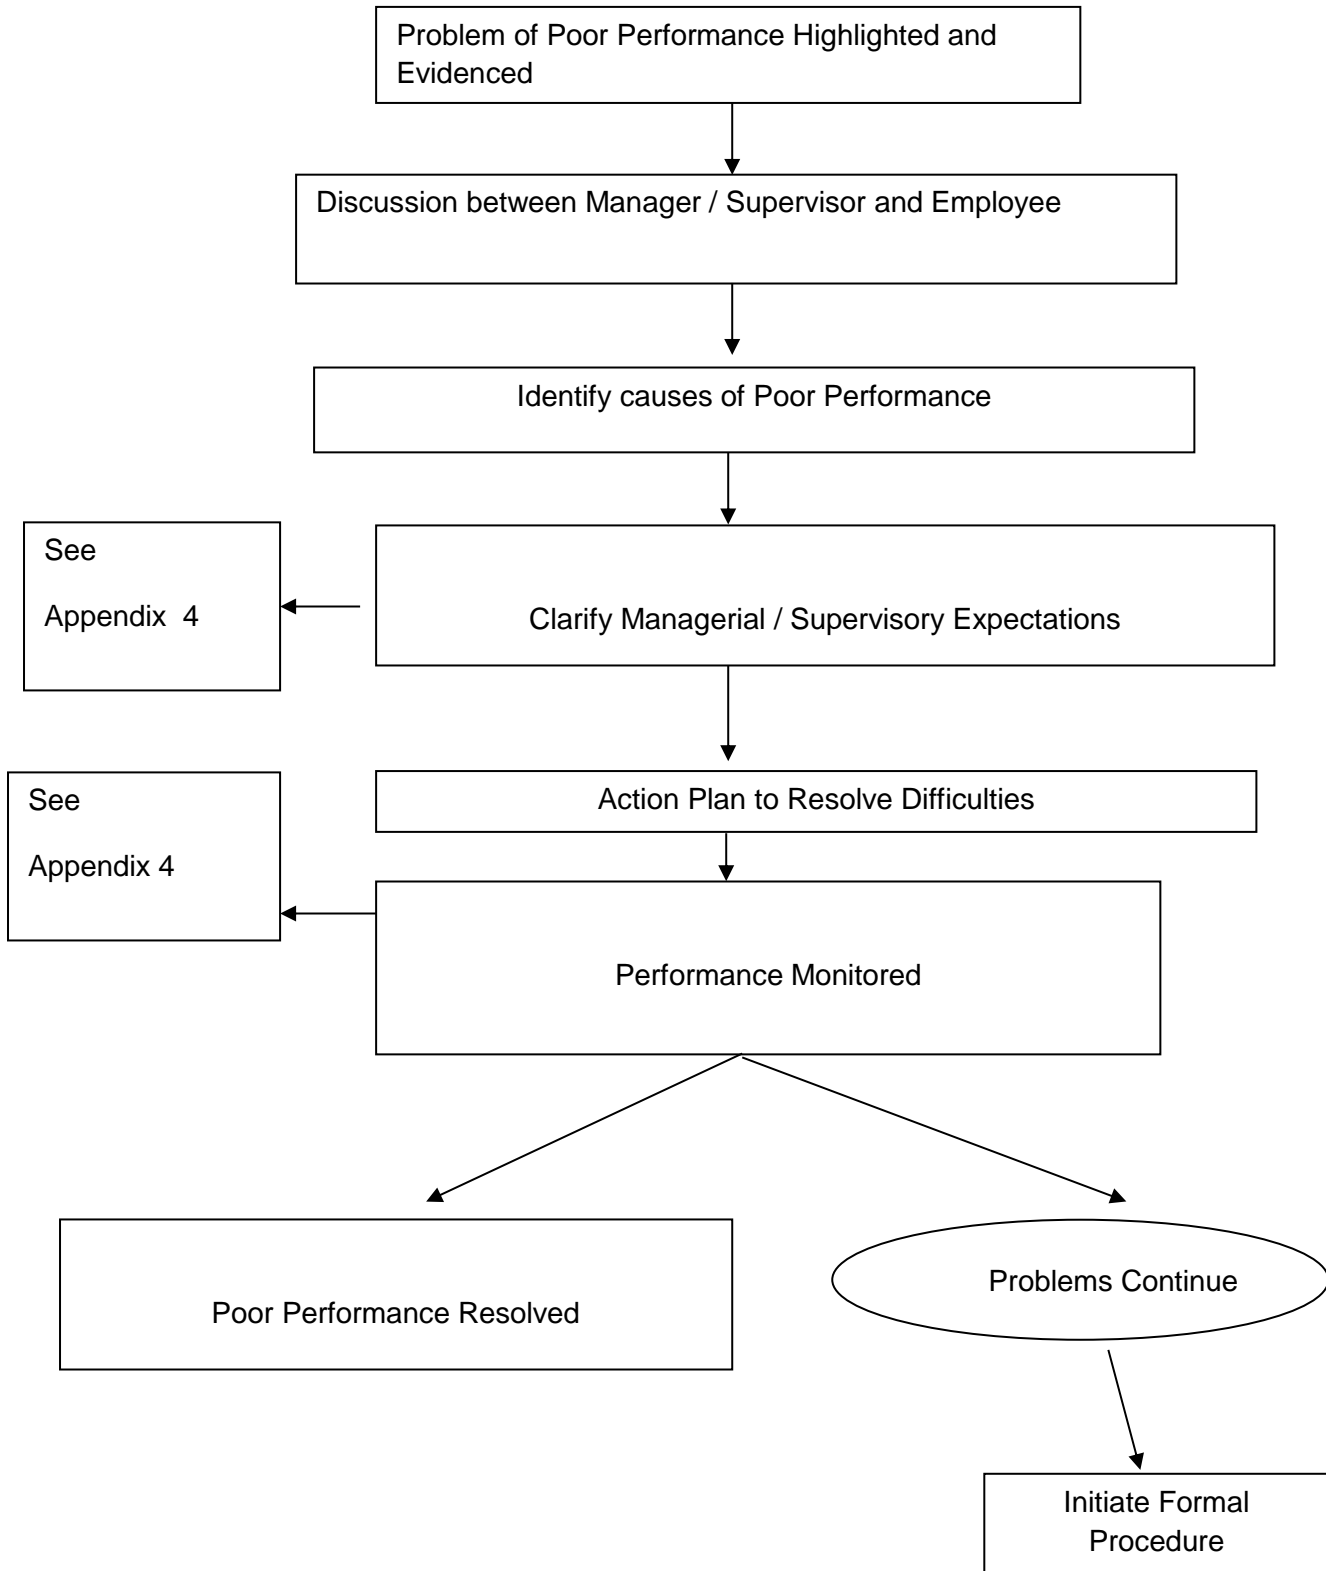 Problem of Poor Performance Highlighted and
Evidenced
Discussion between Manager / Supervisor and Employee
Identify causes of Poor Performance
See
Appendix 4
Clarify Managerial / Supervisory Expectations
See
Appendix 4
Action Plan to Resolve Difficulties
Performance Monitored
Poor Performance Resolved
Problems Continue
Initiate Formal
Procedure